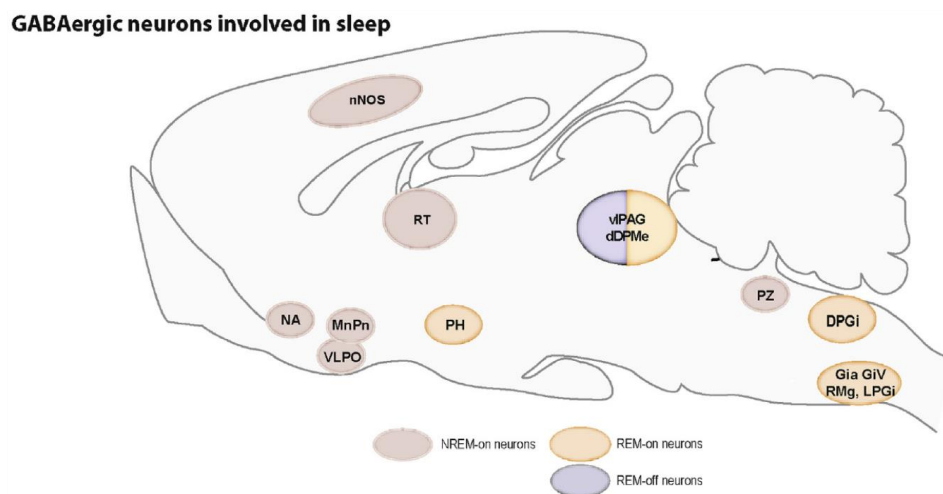 GABAergic neurons involved in sleep
nNOS
RT
vlPAG
dDPMe
PZ
NA
MnPn
VLPO
PH
DPGi
Gia GiV
RMg, LPGi
NREM-on neurons
REM-on neurons
REM-off neurons